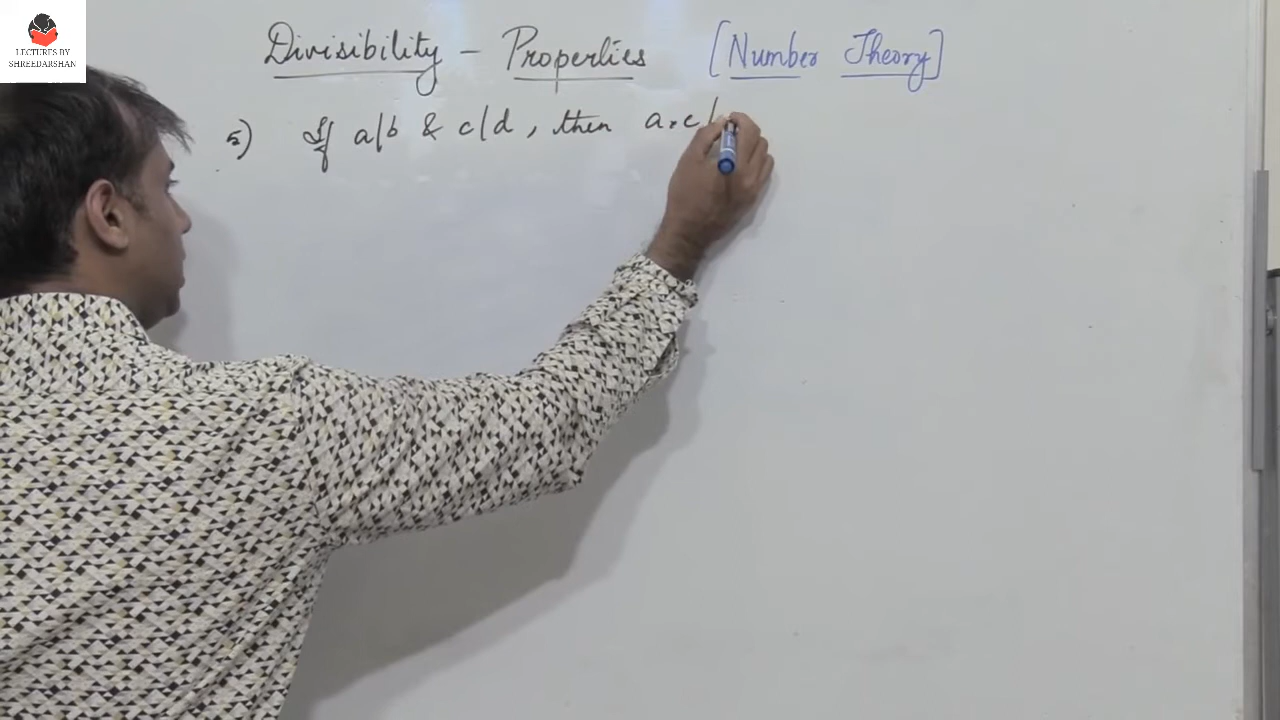 LECTURES BY
SHREEDARSHAN
Divisibility - Properties [Number Theory]
5) If a/b & c/d, then a.c/